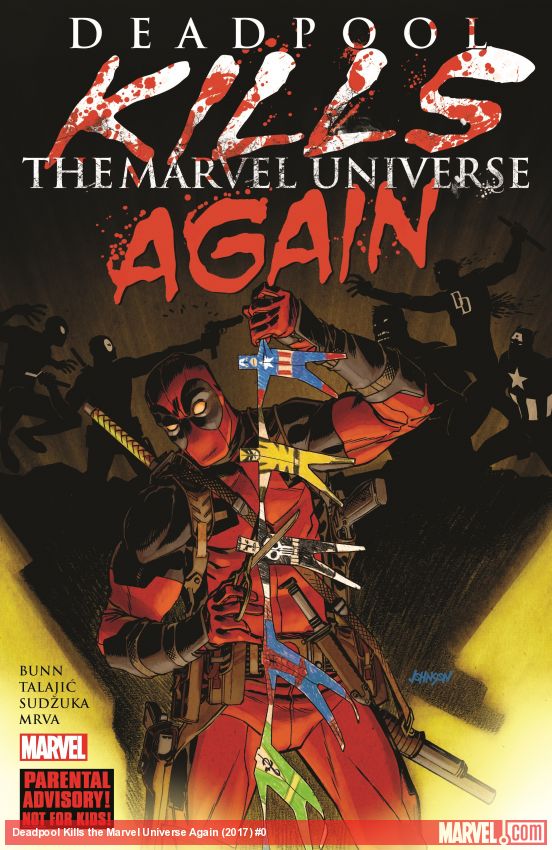 DEADPOOL
KILLS
THE MARVEL UNIVERSE
AGAIN
DD
JOHNSON
BUNN
TALAJIĆ
SUDŽUKA
MRVA
MARVEL
PARENTAL
ADVISORY!
NOT FOR KIDS!
Deadpool Kills the Marvel Universe Again (2017) #0
MARVEL.com